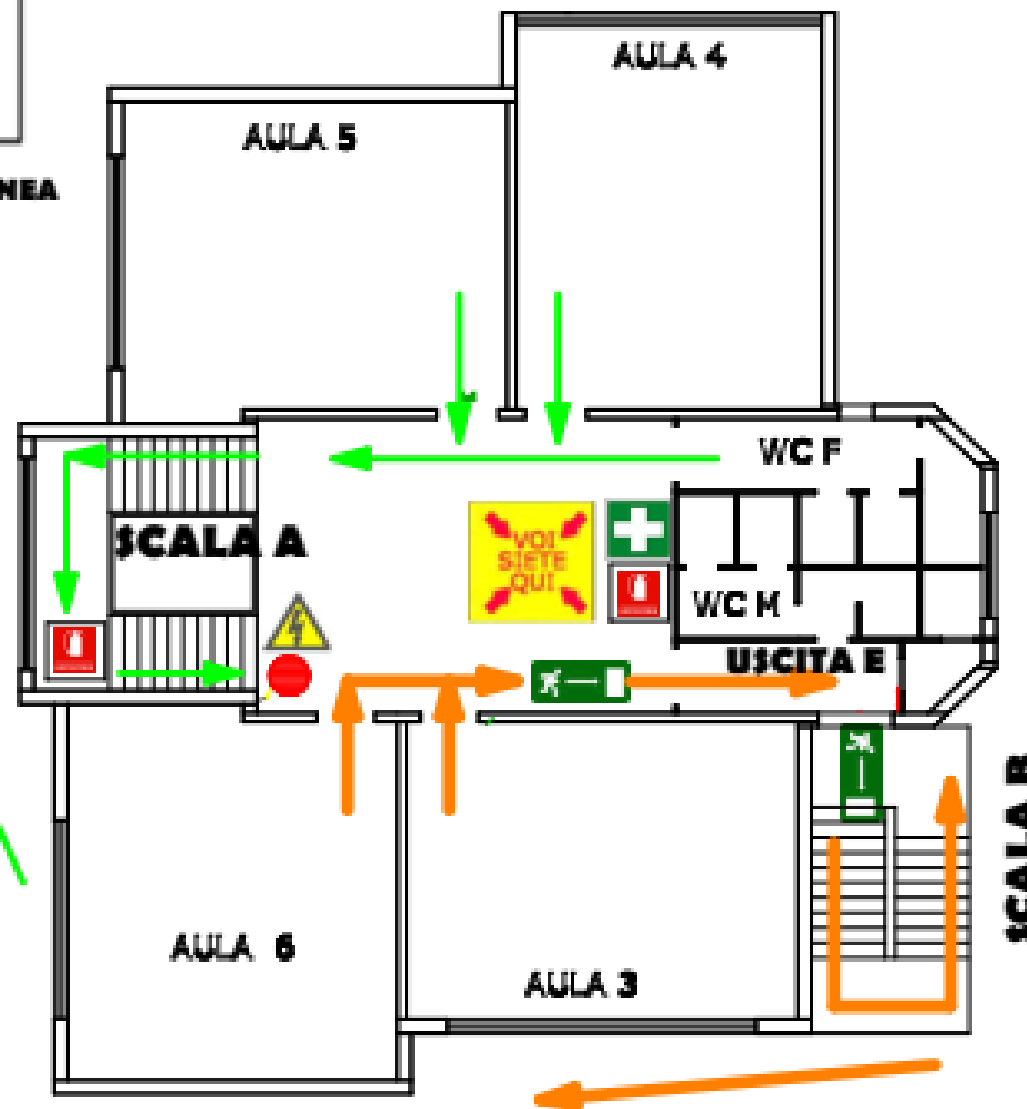 AULA 4
AULA 5
NEA
WC F
SCALA A
VOI
SIETE
QUI
WC M
USCITA E
SCALA B
AULA 6
AULA 3